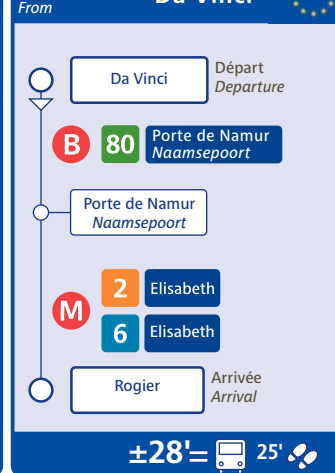 From
Da Vinci
Da Vinci
Départ
Departure
B 80 Porte de Namur
Naamsepoort
Porte de Namur
Naamsepoort
2 Elisabeth
M
6 Elisabeth
Rogier
Arrivée
Arrival
±28'= 25'